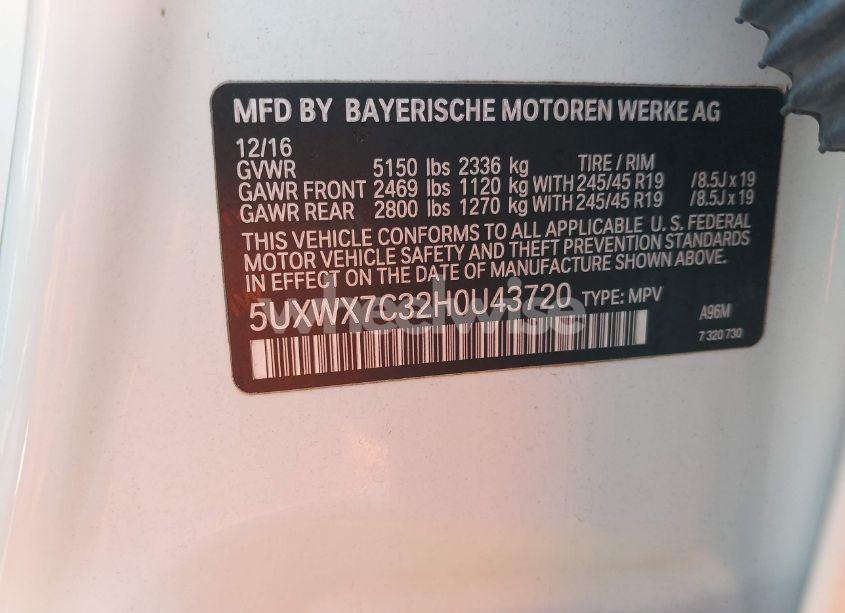 MFD BY BAYERISCHE MOTOREN WERKE AG
12/16 TIRE / RIM
GVWR 5150 lbs 2336 kg
GAWR FRONT 2469 lbs 1120 kg WITH 245/45 R19 /8.5J x 19
GAWR REAR 2800 lbs 1270 kg WITH 245/45 R19 /8.5J x 19
THIS VEHICLE CONFORMS TO ALL APPLICABLE U. S. FEDERAL
MOTOR VEHICLE SAFETY AND THEFT PREVENTION STANDARDS
IN EFFECT ON THE DATE OF MANUFACTURE SHOWN ABOVE.
5UXWX7C32H0U43720 TYPE: MPV A96M
wheelwise
7 320 730